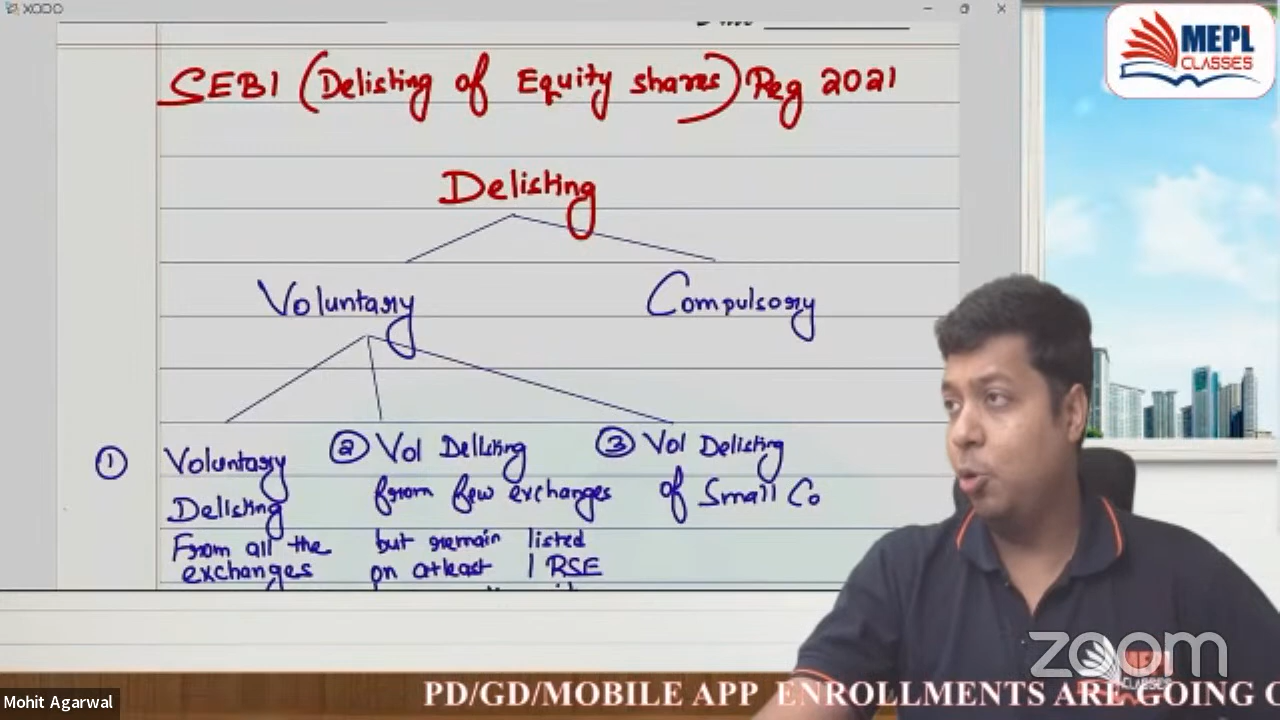 XODO
MEPL
CLASSES
SEBI (Delisting of Equity shares) Reg 2021
Delisting
Voluntary
Compulsory
① Voluntary
Delisting
From all the
exchanges
② Vol Delisting
from few exchanges
but remain listed
on atleast 1 RSE
③ Vol Delisting
of Small Co
zoom
MEPL
CLASSES
Mohit Agarwal
PD/GD/MOBILE APP ENROLLMENTS ARE GOING O